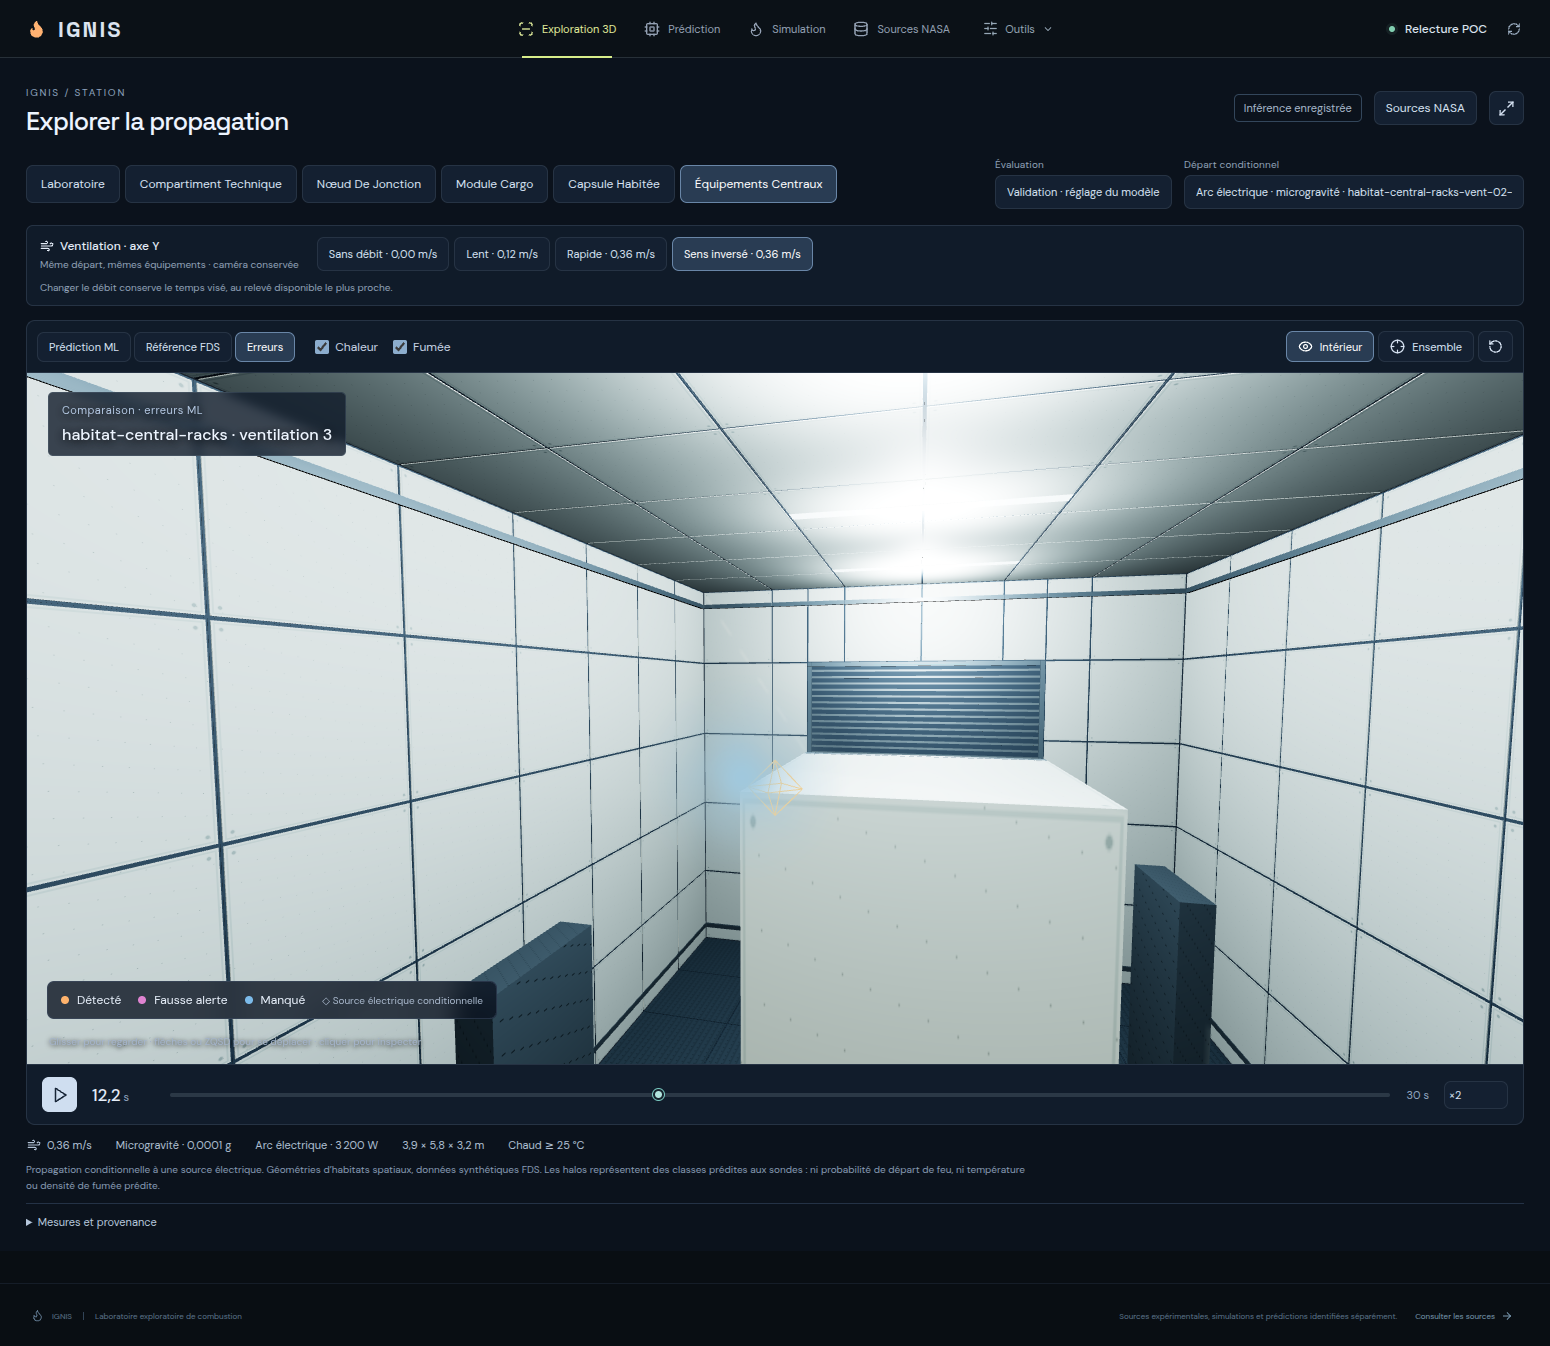 IGNIS
Exploration 3D
Prédiction
Simulation
Sources NASA
Outils
Relecture POC
IGNIS / STATION
Explorer la propagation
Inférence enregistrée
Sources NASA
Laboratoire
Compartiment Technique
Nœud De Jonction
Module Cargo
Capsule Habitée
Équipements Centraux
Évaluation
Validation · réglage du modèle
Départ conditionnel
Arc électrique · microgravité · habitat-central-racks-vent-02-
Ventilation · axe Y
Même départ, mêmes équipements · caméra conservée
Sans débit · 0,00 m/s
Lent · 0,12 m/s
Rapide · 0,36 m/s
Sens inversé · 0,36 m/s
Changer le débit conserve le temps visé, au relevé disponible le plus proche.
Prédiction ML
Référence FDS
Erreurs
Chaleur
Fumée
Intérieur
Ensemble
Comparaison · erreurs ML
habitat-central-racks · ventilation 3
Détecté
Fausse alerte
Manqué
◇ Source électrique conditionnelle
12,2 s
30 s
×2
0,36 m/s
Microgravité · 0,0001 g
Arc électrique · 3 200 W
3,9 × 5,8 × 3,2 m
Chaud ≥ 25 °C
Propagation conditionnelle à une source électrique. Géométries d'habitats spatiaux, données synthétiques FDS. Les halos représentent des classes prédites aux sondes : ni probabilité de départ de feu, ni température
ou densité de fumée prédite.
Mesures et provenance
IGNIS
Laboratoire exploratoire de combustion
Sources expérimentales, simulations et prédictions identifiées séparément.
Consulter les sources